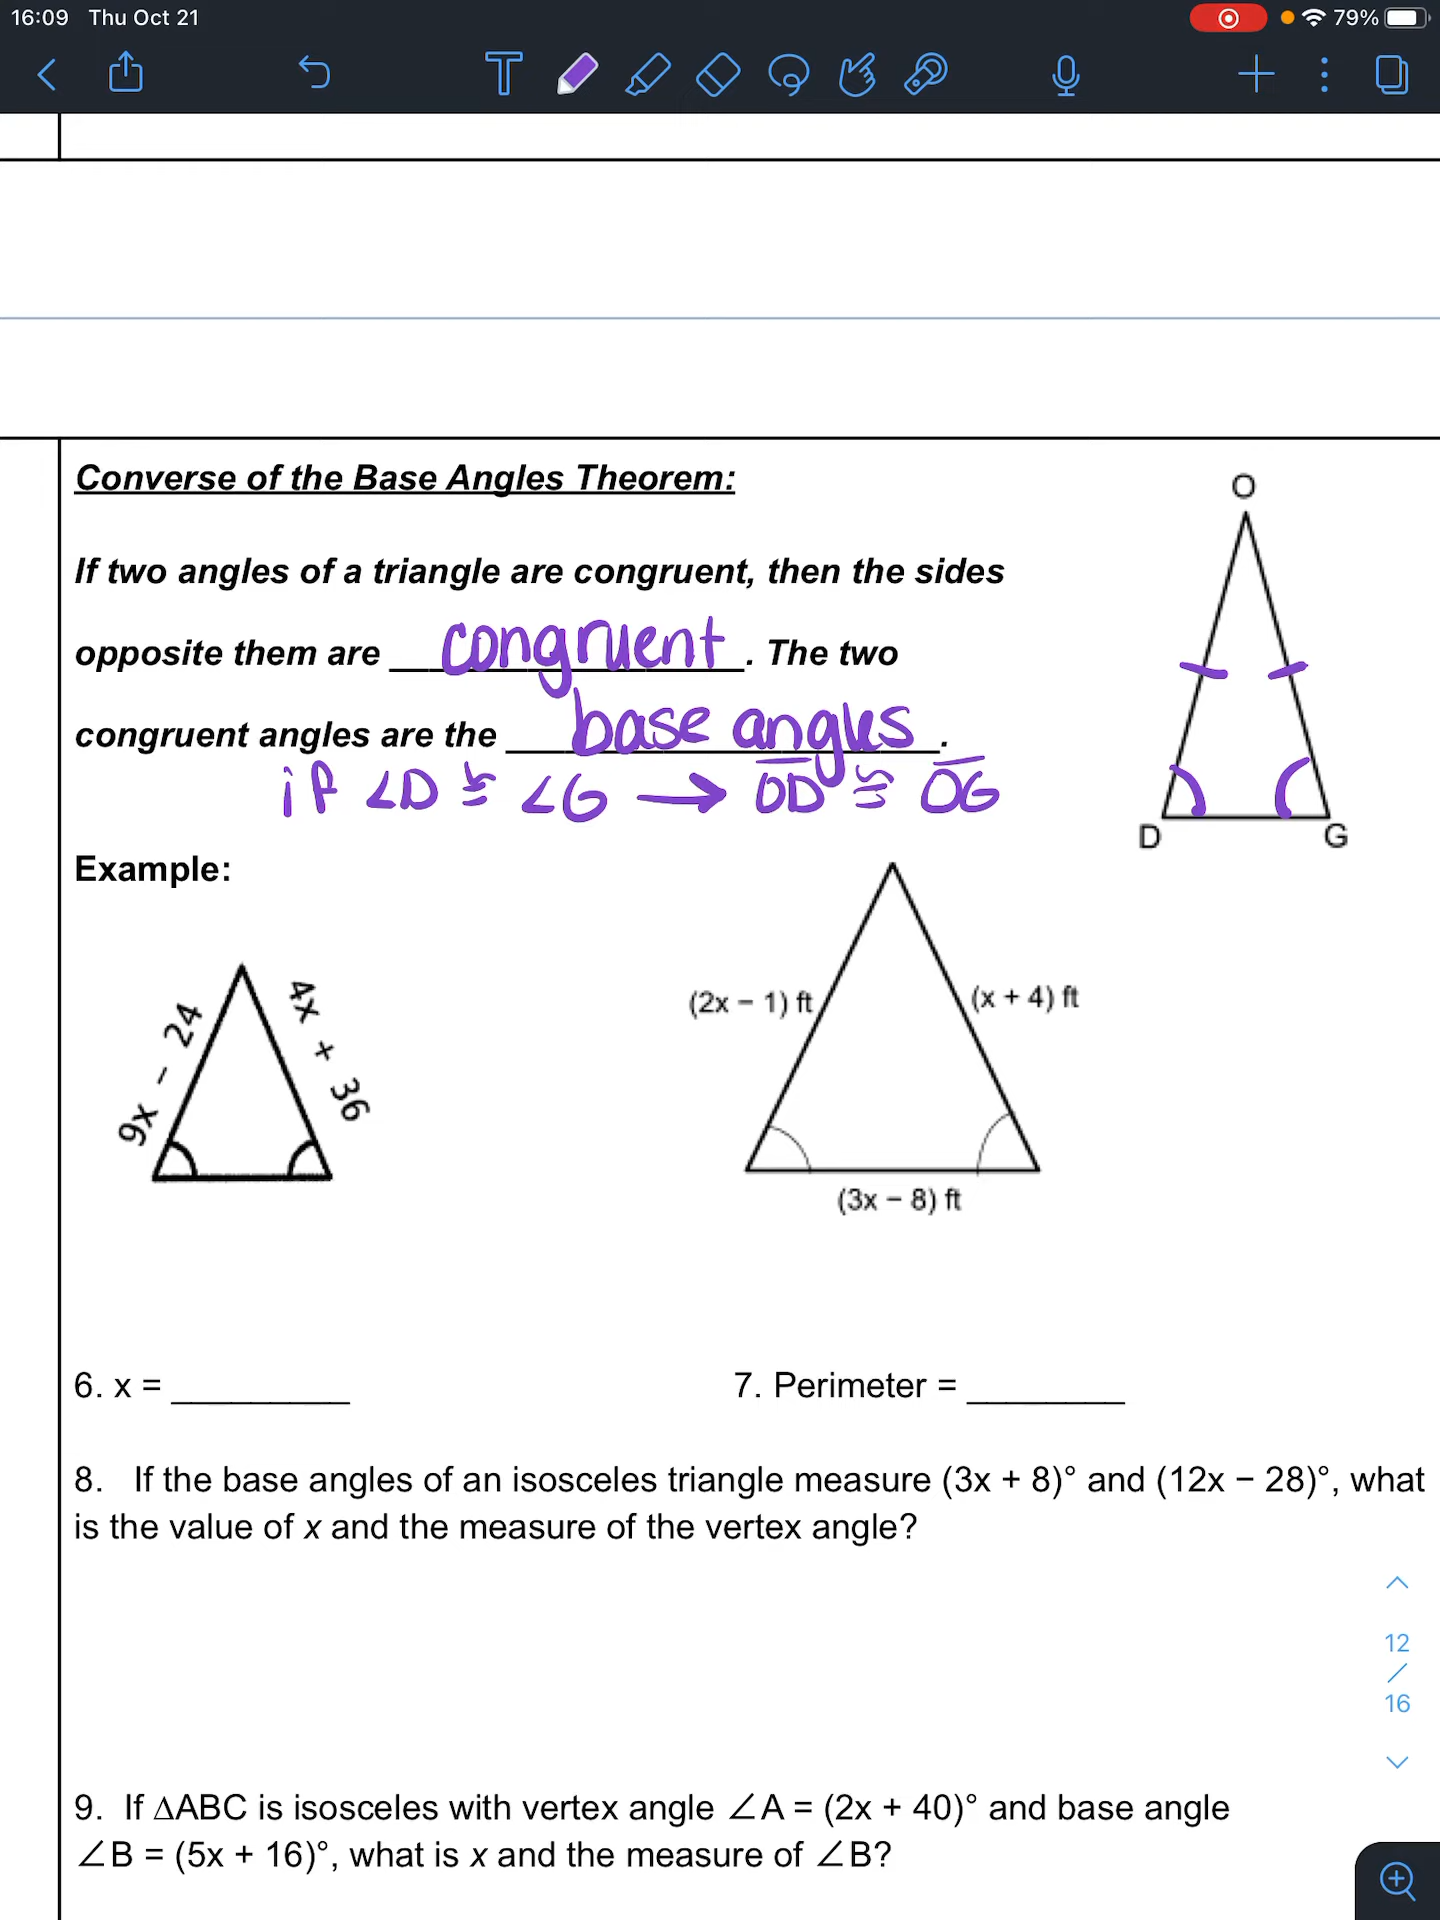 16:09 Thu Oct 21
79%
Converse of the Base Angles Theorem:
If two angles of a triangle are congruent, then the sides
opposite them are congruent. The two
congruent angles are the base angles.
if ∠D ≅ ∠G → OD ≅ OG
O
D
G
Example:
9x − 24
4x + 36
(2x − 1) ft
(x + 4) ft
(3x − 8) ft
6. x = _________
7. Perimeter = ________
8. If the base angles of an isosceles triangle measure (3x + 8)° and (12x − 28)°, what
is the value of x and the measure of the vertex angle?
12
/
16
9. If ΔABC is isosceles with vertex angle ∠A = (2x + 40)° and base angle
∠B = (5x + 16)°, what is x and the measure of ∠B?